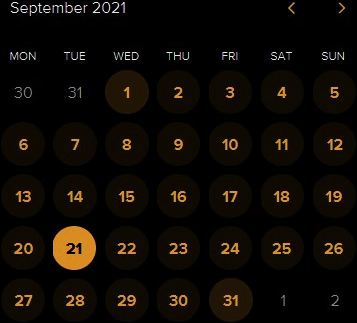 September 2021
MON TUE WED THU FRI SAT SUN
30 31 1 2 3 4 5
6 7 8 9 10 11 12
13 14 15 16 17 18 19
20 21 22 23 24 25 26
27 28 29 30 31 1 2